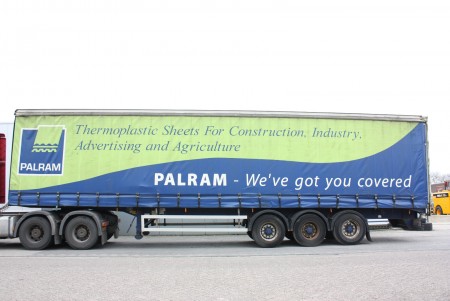 PALRAM
Thermoplastic Sheets For Construction, Industry,
Advertising and Agriculture
PALRAM - We've got you covered